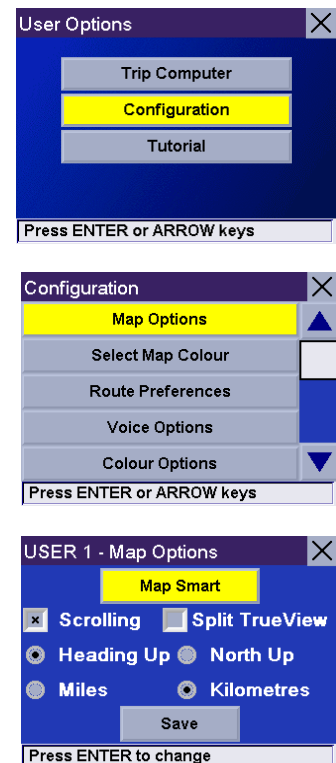 User Options
Trip Computer
Configuration
Tutorial
Press ENTER or ARROW keys
Configuration
Map Options
Select Map Colour
Route Preferences
Voice Options
Colour Options
Press ENTER or ARROW keys
USER 1 - Map Options
Map Smart
Scrolling Split TrueView
Heading Up North Up
Miles Kilometres
Save
Press ENTER to change